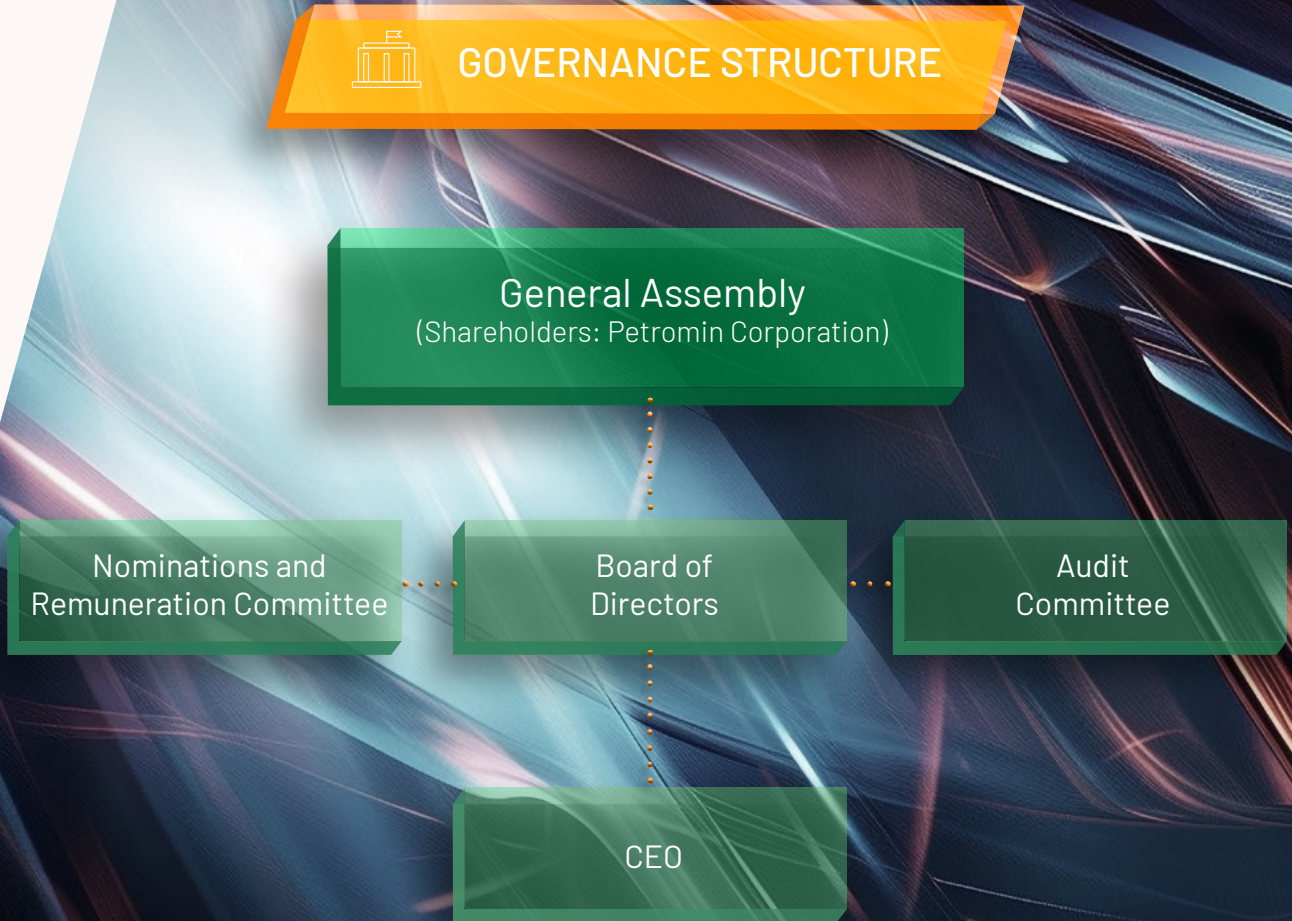 GOVERNANCE STRUCTURE
General Assembly
(Shareholders: Petromin Corporation)
Nominations and
Remuneration Committee
Board of
Directors
Audit
Committee
CEO